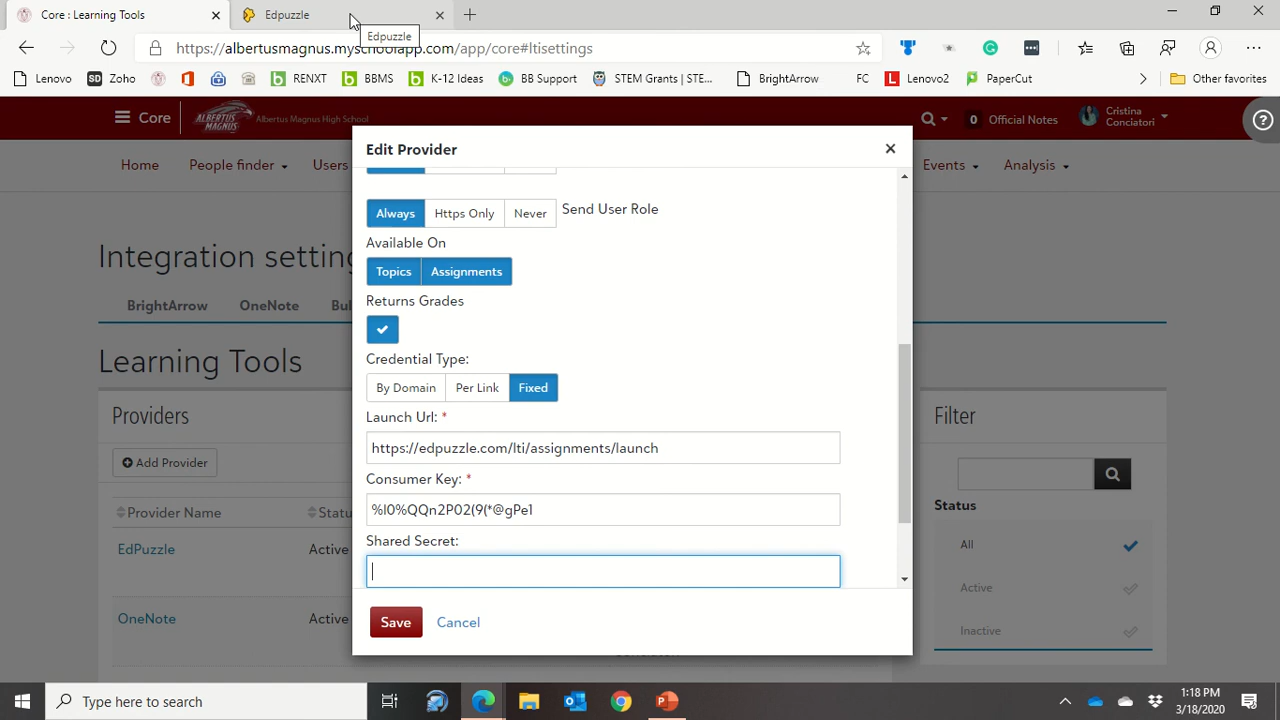 Core : Learning Tools
Edpuzzle
Edpuzzle
https://albertusmagnus.myschoolapp.com/app/core#ltisettings
Lenovo
SD Zoho
RENXT
BBMS
K-12 Ideas
BB Support
STEM Grants | STE...
BrightArrow
FC
L Lenovo2
PaperCut
Other favorites
Core
ALBERTUS MAGNUS
Albertus Magnus High School
0 Official Notes
Cristina
Conciatori
Home
People finder
Users
Events
Analysis
Edit Provider
Always
Https Only
Never
Send User Role
Available On
Topics
Assignments
Returns Grades
Credential Type:
By Domain
Per Link
Fixed
Launch Url: *
https://edpuzzle.com/lti/assignments/launch
Consumer Key: *
%I0%QQn2P02(9(*@gPe1
Shared Secret:
Save
Cancel
Integration setting
BrightArrow
OneNote
Bul
Learning Tools
Providers
Add Provider
Provider Name
Statu
EdPuzzle
Active
OneNote
Active
Filter
Status
All
Active
Inactive
Type here to search
1:18 PM
3/18/2020